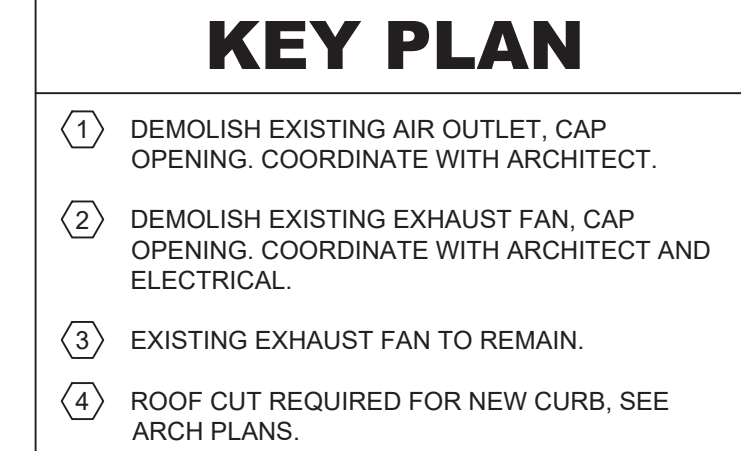 KEY PLAN
1 DEMOLISH EXISTING AIR OUTLET, CAP
OPENING. COORDINATE WITH ARCHITECT.
2 DEMOLISH EXISTING EXHAUST FAN, CAP
OPENING. COORDINATE WITH ARCHITECT AND
ELECTRICAL.
3 EXISTING EXHAUST FAN TO REMAIN.
4 ROOF CUT REQUIRED FOR NEW CURB, SEE
ARCH PLANS.